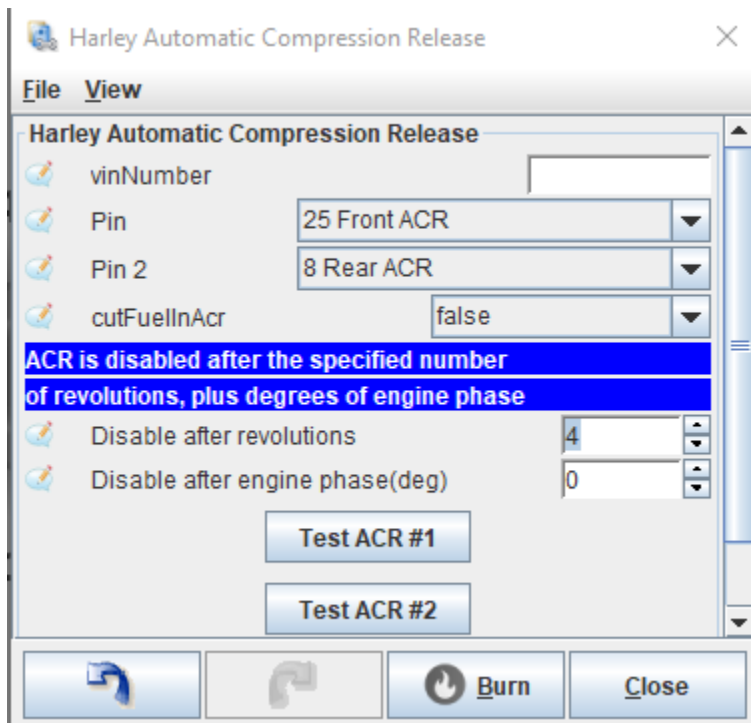 Harley Automatic Compression Release
File View
Harley Automatic Compression Release
vinNumber
Pin 25 Front ACR
Pin 2 8 Rear ACR
cutFuelInAcr false
ACR is disabled after the specified number
of revolutions, plus degrees of engine phase
Disable after revolutions 4
Disable after engine phase(deg) 0
Test ACR #1
Test ACR #2
Burn Close